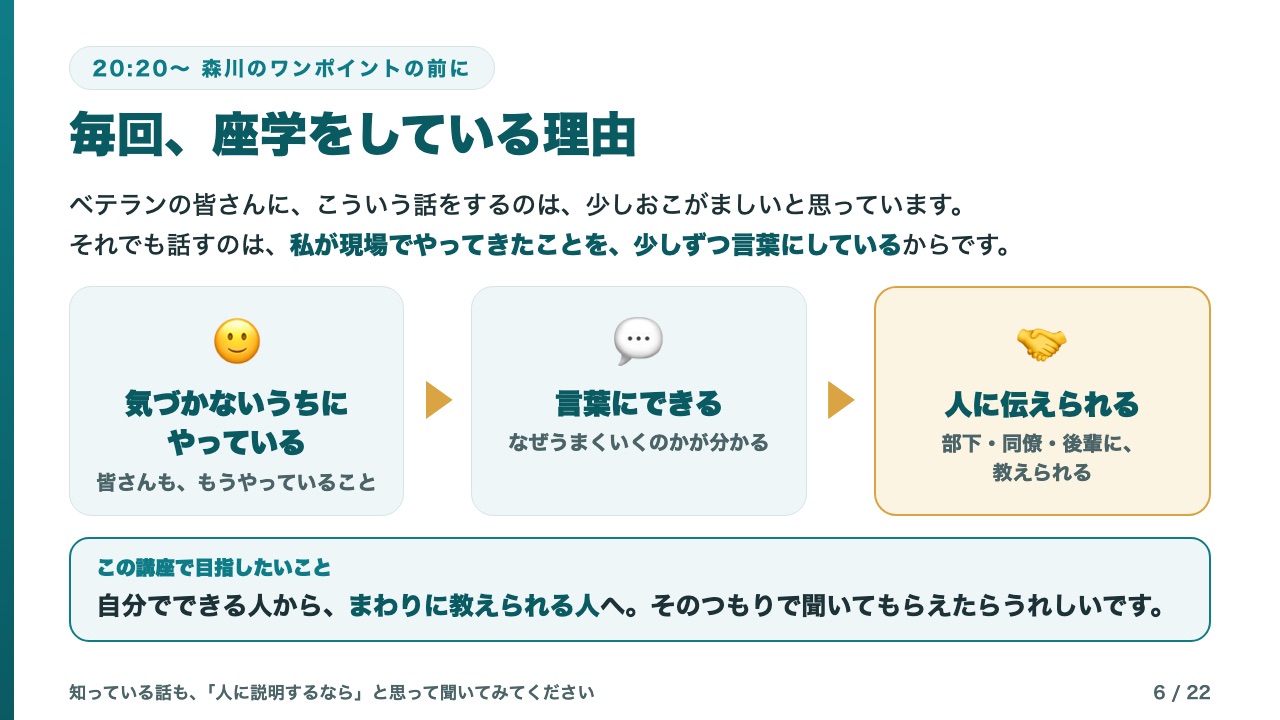 20:20〜 森川のワンポイントの前に
毎回、座学をしている理由
ベテランの皆さんに、こういう話をするのは、少しおこがましいと思っています。
それでも話すのは、私が現場でやってきたことを、少しずつ言葉にしているからです。
気づかないうちに
やっている
皆さんも、もうやっていること
言葉にできる
なぜうまくいくのかが分かる
人に伝えられる
部下・同僚・後輩に、
教えられる
この講座で目指したいこと
自分でできる人から、まわりに教えられる人へ。そのつもりで聞いてもらえたらうれしいです。
知っている話も、「人に説明するなら」と思って聞いてみてください
6 / 22